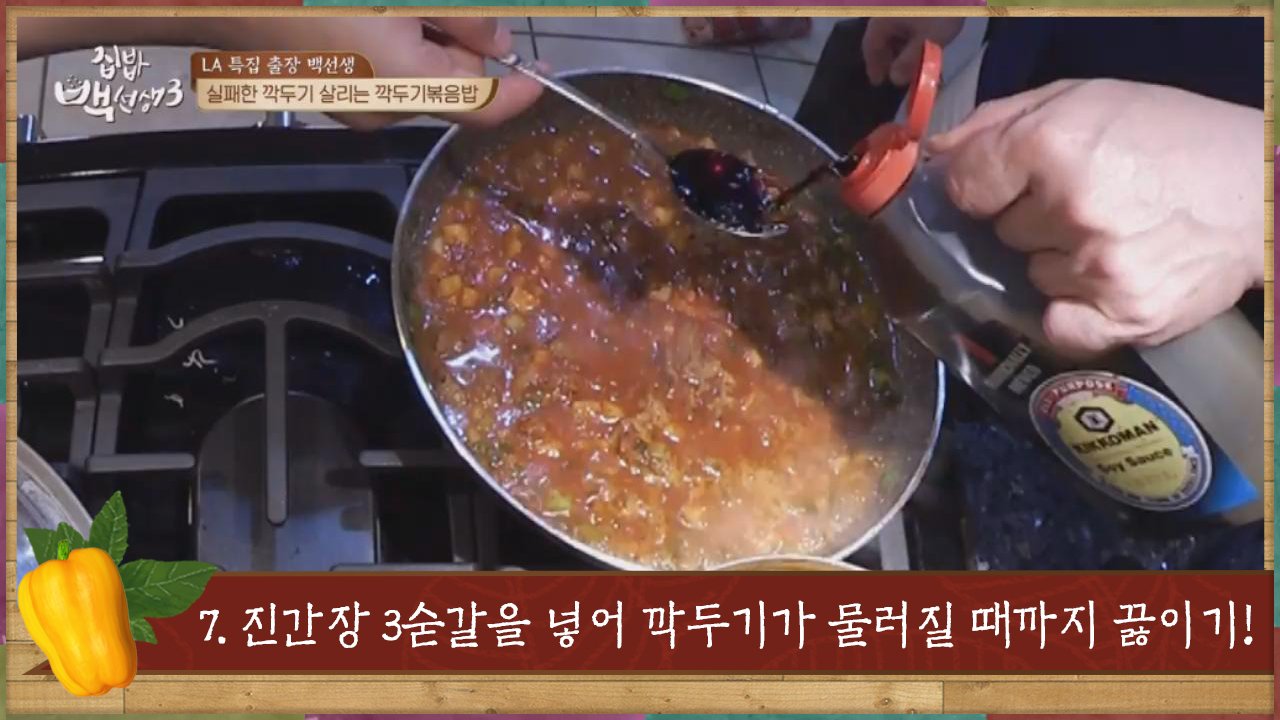 집밥
백선생3
LA 특집 출장 백선생
실패한 깍두기 살리는 깍두기볶음밥
ALL PURPOSE
KIKKOMAN
Soy Sauce
7. 진간장 3숟갈을 넣어 깍두기가 물러질 때까지 끓이기!